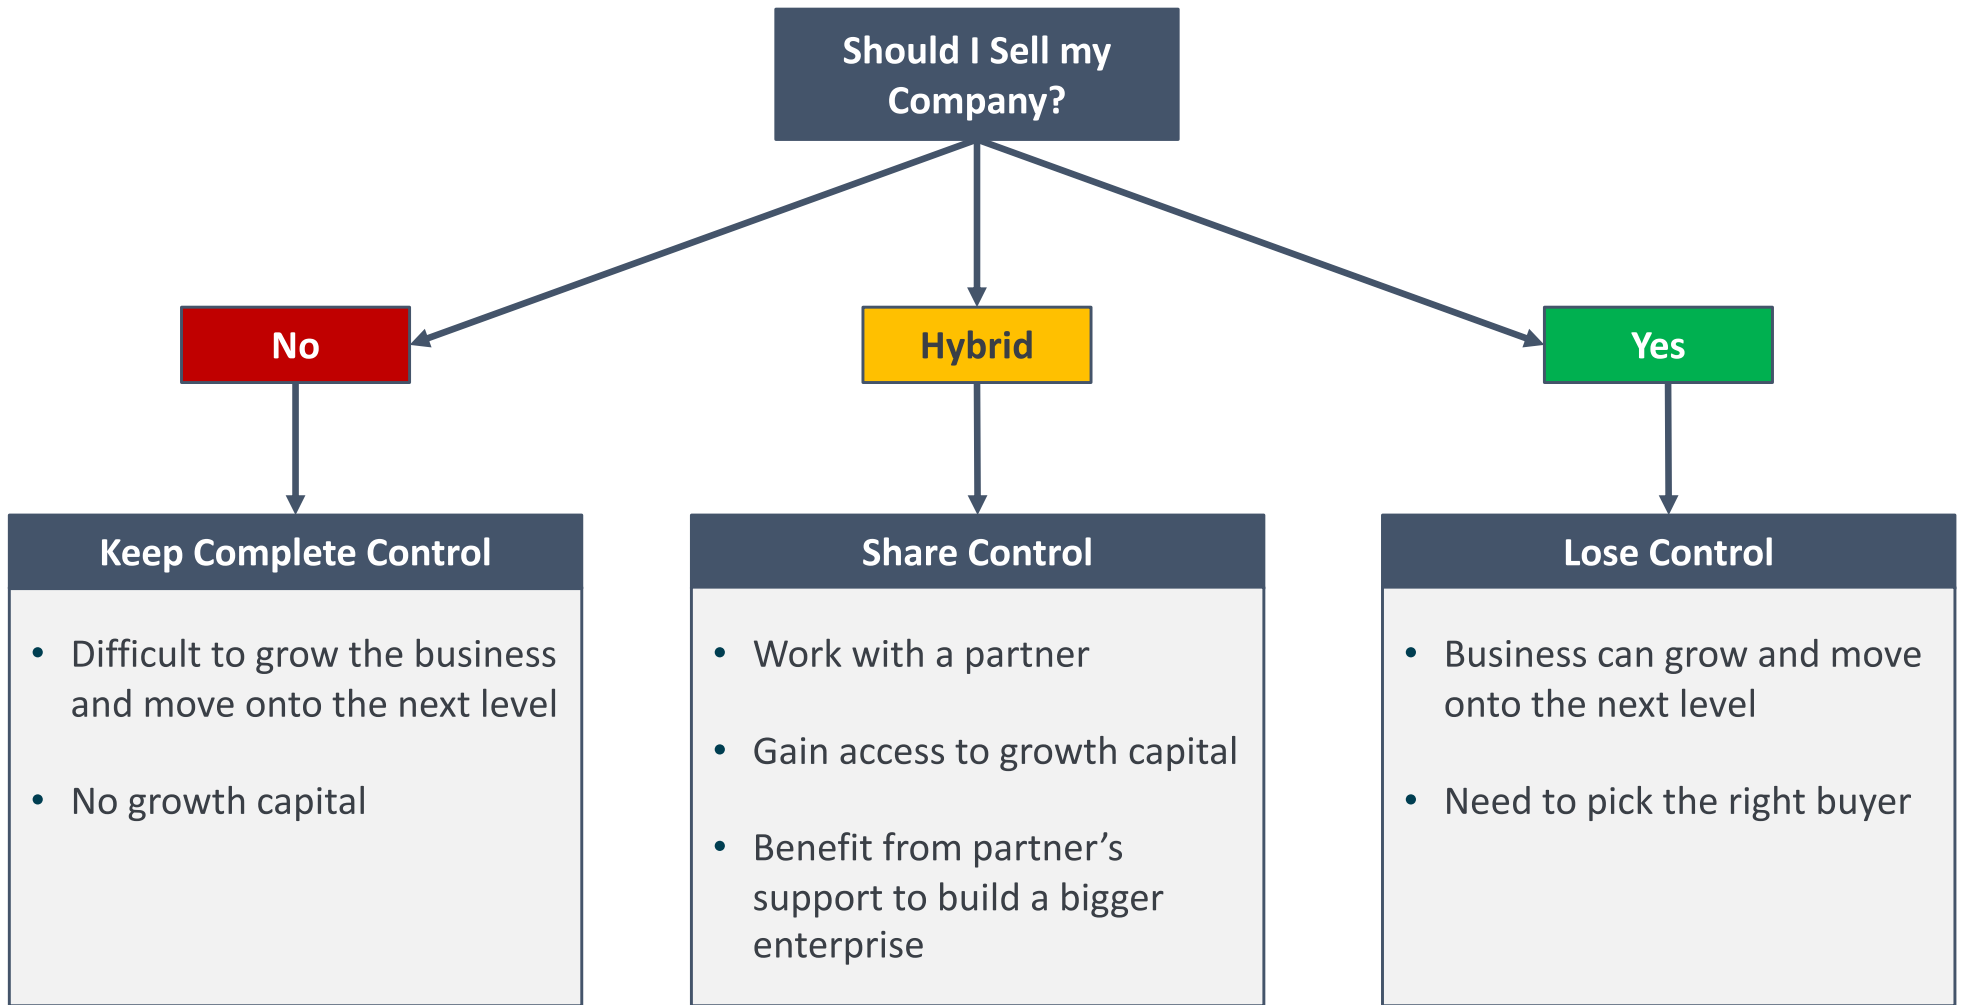 Should I Sell my
Company?
No
Hybrid
Yes
Keep Complete Control
• Difficult to grow the business
and move onto the next level
• No growth capital
Share Control
• Work with a partner
• Gain access to growth capital
• Benefit from partner’s
support to build a bigger
enterprise
Lose Control
• Business can grow and move
onto the next level
• Need to pick the right buyer